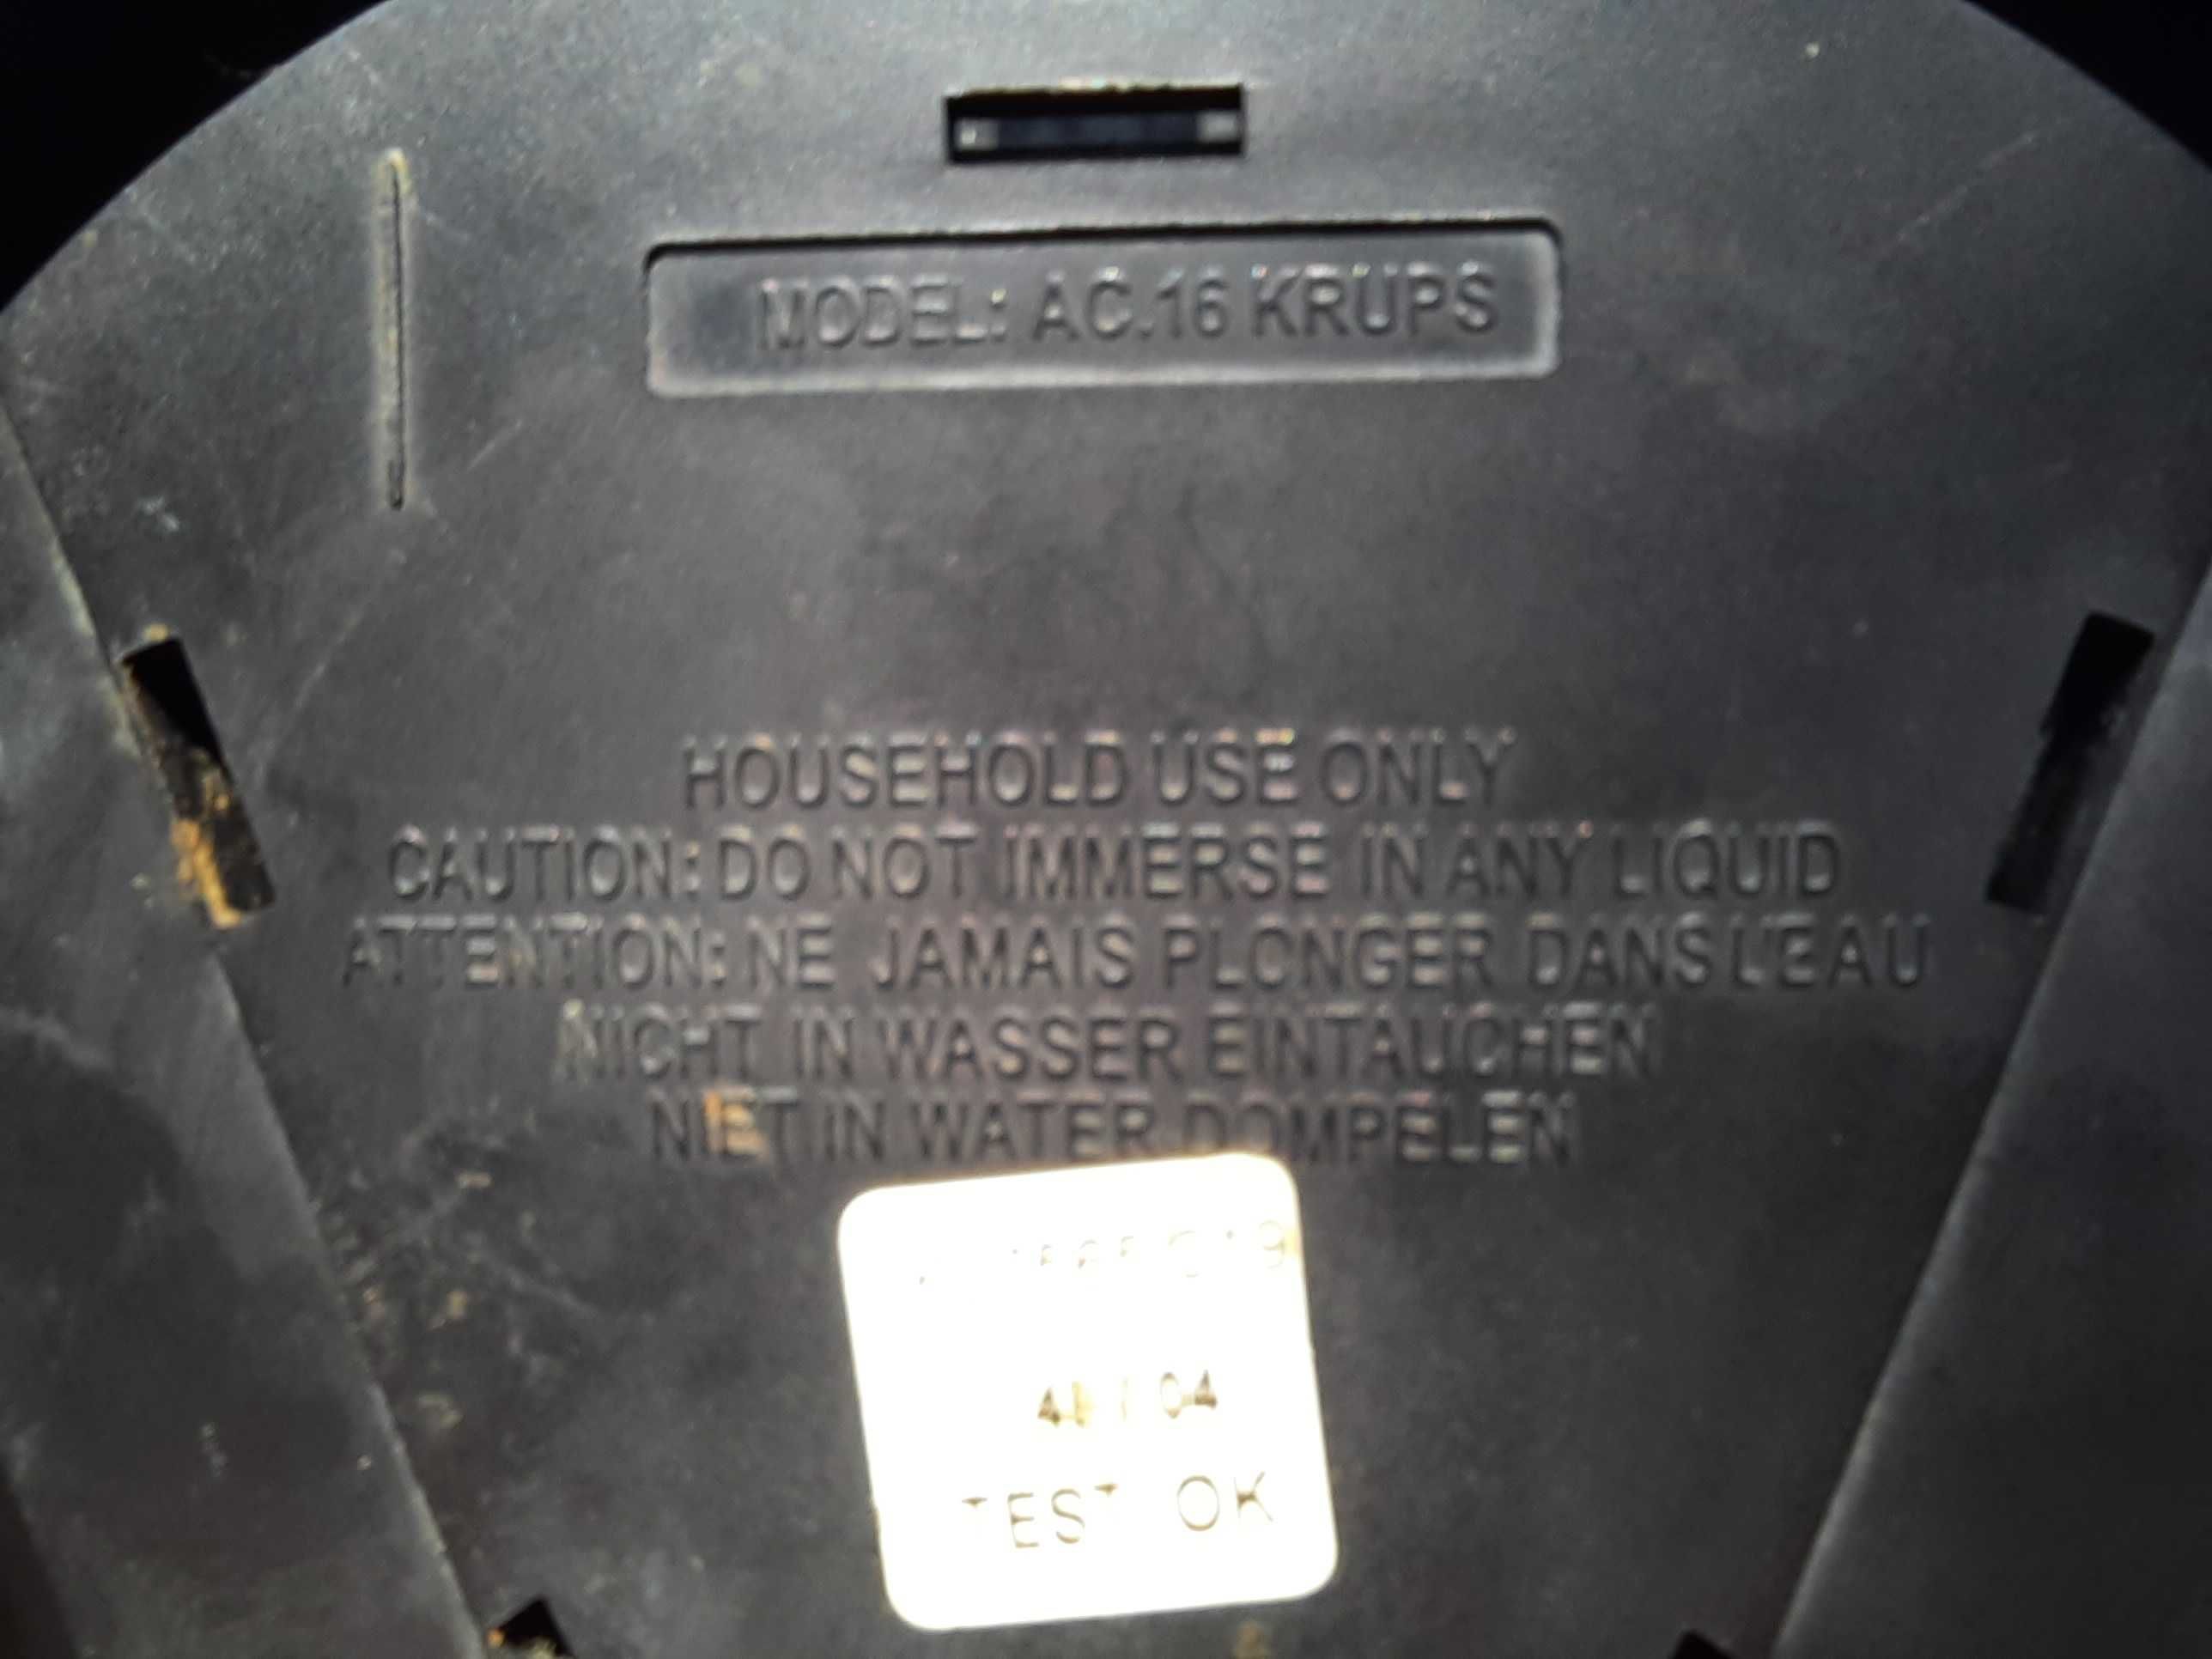 MODEL: AC.16 KRUPS
HOUSEHOLD USE ONLY
CAUTION: DO NOT IMMERSE IN ANY LIQUID
ATTENTION: NE JAMAIS PLONGER DANS L'EAU
NICHT IN WASSER EINTAUCHEN
NIET IN WATER DOMPELEN
/ 04
TEST OK